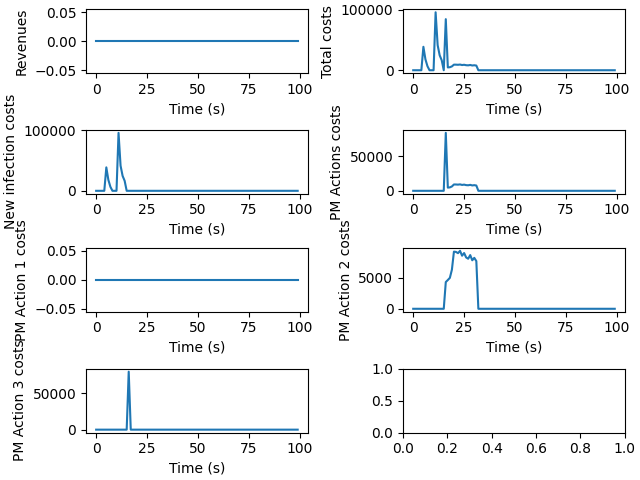 Revenues
0.05
0.00
−0.05
0 25 50 75 100
Time (s)
Total costs
100000
0
0 25 50 75 100
Time (s)
New infection costs
100000
0
0 25 50 75 100
Time (s)
PM Actions costs
50000
0
0 25 50 75 100
Time (s)
PM Action 1 costs
0.05
0.00
−0.05
0 25 50 75 100
Time (s)
PM Action 2 costs
5000
0
0 25 50 75 100
Time (s)
PM Action 3 costs
50000
0
0 25 50 75 100
Time (s)
1.0
0.5
0.0
0.0 0.2 0.4 0.6 0.8 1.0